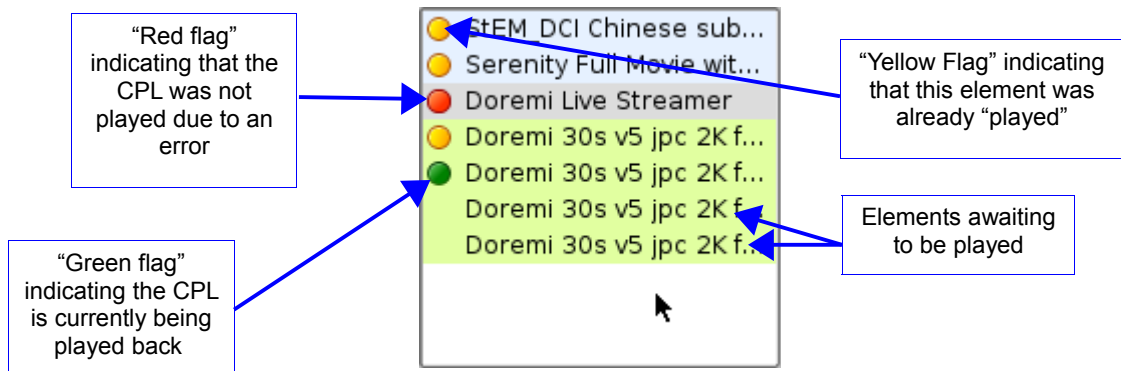 “Red flag”
indicating that the
CPL was not
played due to an
error
“Green flag”
indicating the CPL
is currently being
played back
StEM_DCI Chinese sub...
Serenity Full Movie wit...
Doremi Live Streamer
Doremi 30s v5 jpc 2K f...
Doremi 30s v5 jpc 2K f...
Doremi 30s v5 jpc 2K f...
Doremi 30s v5 jpc 2K f...
“Yellow Flag” indicating
that this element was
already “played”
Elements awaiting
to be played